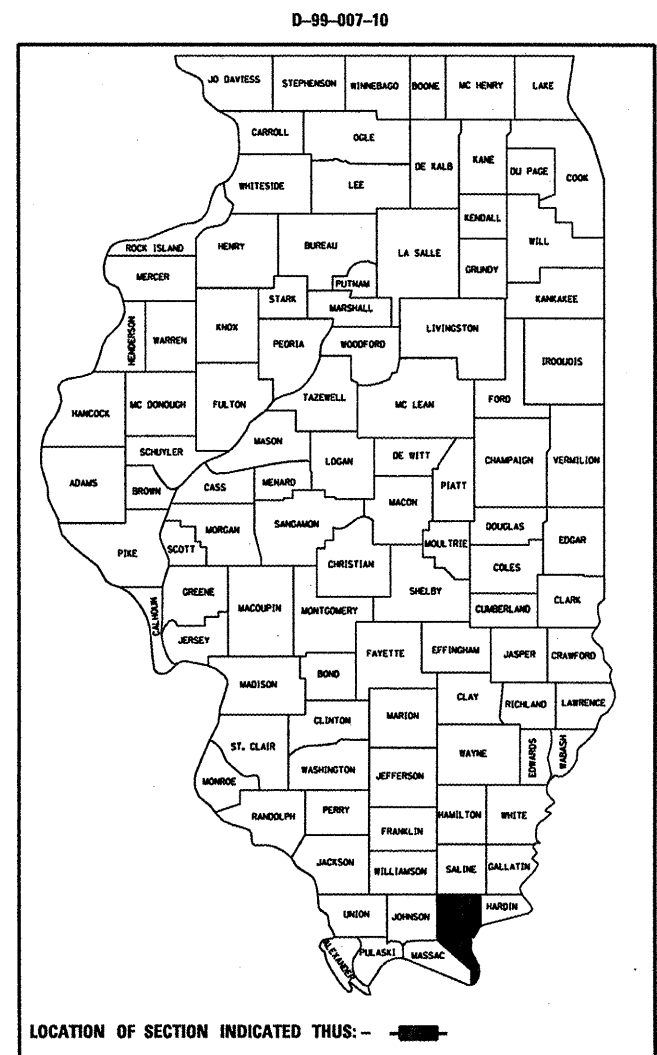 D-99-007-10
JO DAVIESS STEPHENSON WINNEBAGO BOONE MC HENRY LAKE
CARROLL OGLE
DE KALB KANE DU PAGE COOK
WHITESIDE LEE
KENDALL
ROCK ISLAND HENRY BUREAU LA SALLE WILL
GRUNDY
MERCER PUTNAM
STARK MARSHALL KANKAKEE
HENDERSON WARREN KNOX PEORIA WOODFORD LIVINGSTON
IROQUOIS
HANCOCK MC DONOUGH FULTON TAZEWELL MC LEAN FORD
MASON
SCHUYLER LOGAN DE WITT CHAMPAIGN VERMILION
ADAMS BROWN CASS MENARD PIATT
MACON
MORGAN SANGAMON DOUGLAS
PIKE SCOTT CHRISTIAN MOULTRIE EDGAR
COLES
CALHOUN GREENE MACOUPIN MONTGOMERY SHELBY CUMBERLAND CLARK
JERSEY
FAYETTE EFFINGHAM JASPER CRAWFORD
MADISON BOND
CLAY RICHLAND LAWRENCE
CLINTON MARION
ST. CLAIR WAYNE EDWARDS WABASH
MONROE WASHINGTON JEFFERSON
RANDOLPH PERRY HAMILTON WHITE
FRANKLIN
JACKSON WILLIAMSON SALINE GALLATIN
UNION JOHNSON HARDIN
ALEXANDER PULASKI MASSAC
LOCATION OF SECTION INDICATED THUS: -